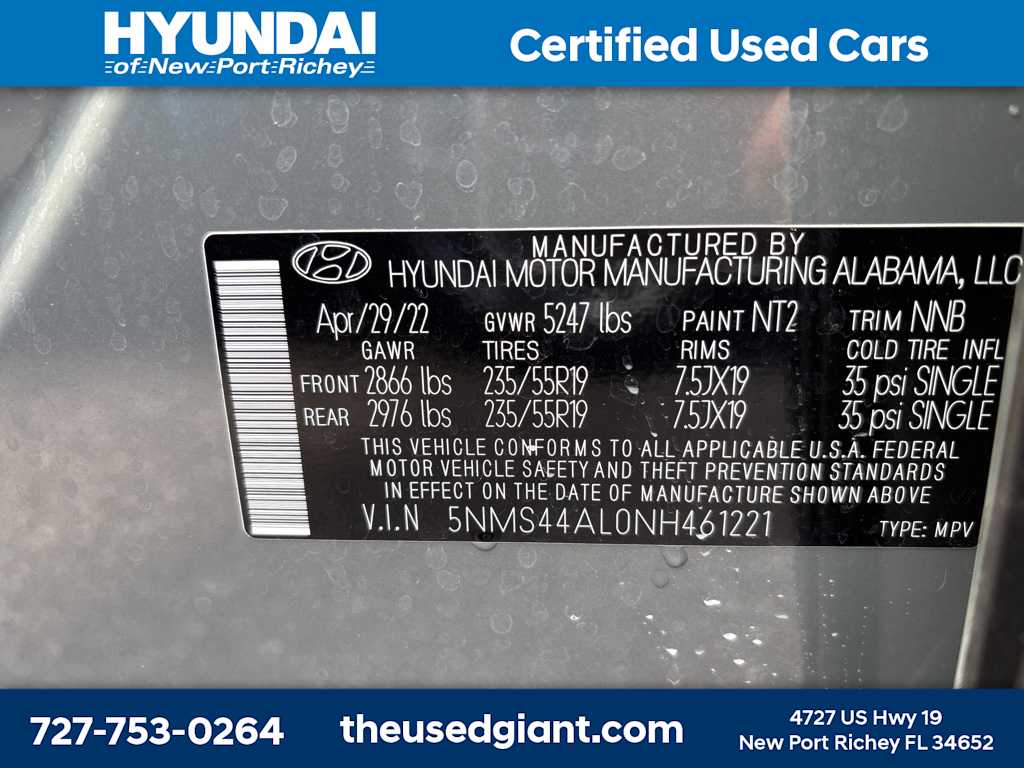 HYUNDAI
of New Port Richey
Certified Used Cars
MANUFACTURED BY
HYUNDAI MOTOR MANUFACTURING ALABAMA, LLC
Apr/29/22 GVWR 5247 lbs PAINT NT2 TRIM NNB
GAWR TIRES RIMS COLD TIRE INFL
FRONT 2866 lbs 235/55R19 7.5JX19 35 psi SINGLE
REAR 2976 lbs 235/55R19 7.5JX19 35 psi SINGLE
THIS VEHICLE CONFORMS TO ALL APPLICABLE U.S.A. FEDERAL
MOTOR VEHICLE SAFETY AND THEFT PREVENTION STANDARDS
IN EFFECT ON THE DATE OF MANUFACTURE SHOWN ABOVE
V.I.N 5NMS44AL0NH461221 TYPE: MPV
727-753-0264
theusedgiant.com
4727 US Hwy 19
New Port Richey FL 34652